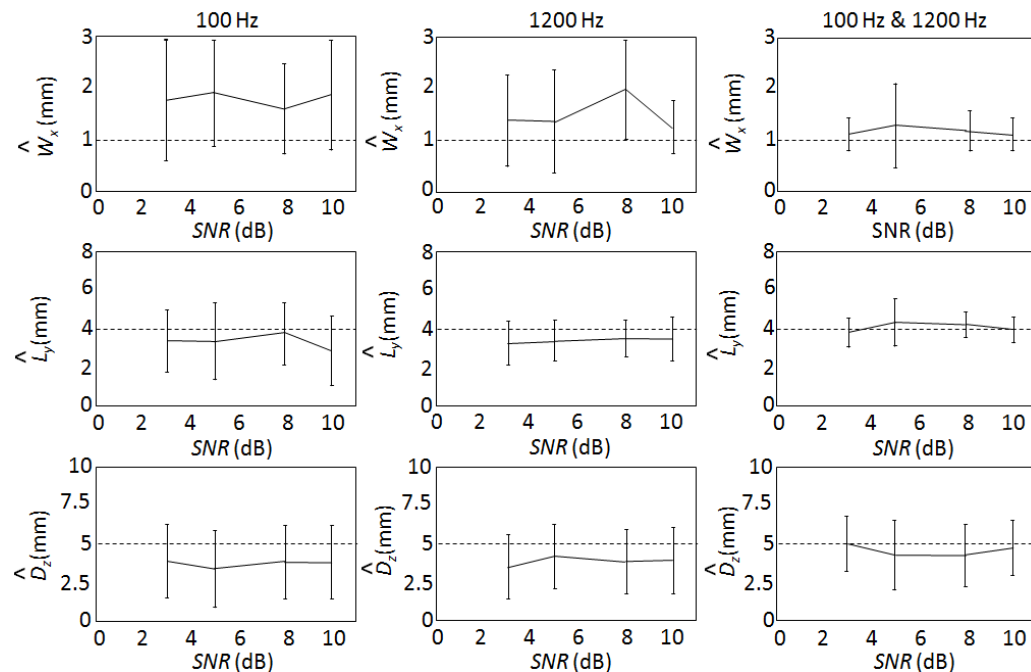 100 Hz 1200 Hz 100 Hz & 1200 Hz
3 3 3
2 2 2
1 1 1
0 0 0
Ŵx (mm) Ŵx (mm) Ŵx (mm)
0 2 4 6 8 10 0 2 4 6 8 10 0 2 4 6 8 10
SNR (dB) SNR (dB) SNR (dB)
8 8 8
6 6 6
4 4 4
2 2 2
0 0 0
L̂y(mm) L̂y(mm) L̂y(mm)
0 2 4 6 8 10 0 2 4 6 8 10 0 2 4 6 8 10
SNR (dB) SNR (dB) SNR (dB)
10 10 10
7.5 7.5 7.5
5 5 5
2.5 2.5 2.5
0 0 0
D̂z(mm) D̂z(mm) D̂z(mm)
0 2 4 6 8 10 0 2 4 6 8 10 0 2 4 6 8 10
SNR (dB) SNR (dB) SNR (dB)